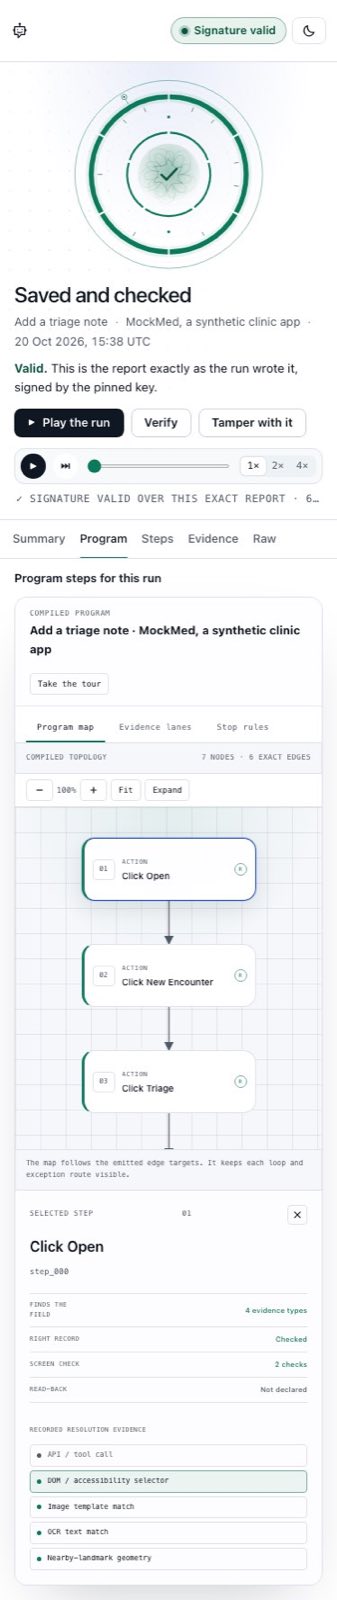 Signature valid
Saved and checked
Add a triage note · MockMed, a synthetic clinic app ·
20 Oct 2026, 15:38 UTC
Valid. This is the report exactly as the run wrote it,
signed by the pinned key.
Play the run
Verify
Tamper with it
1× 2× 4×
✓ SIGNATURE VALID OVER THIS EXACT REPORT · 6…
Summary Program Steps Evidence Raw
Program steps for this run
COMPILED PROGRAM
Add a triage note · MockMed, a synthetic clinic
app
Take the tour
Program map Evidence lanes Stop rules
COMPILED TOPOLOGY 7 NODES · 6 EXACT EDGES
− 100% + Fit Expand
ACTION
01 Click Open R
ACTION
02 Click New Encounter R
ACTION
03 Click Triage R
The map follows the emitted edge targets. It keeps each loop and
exception route visible.
SELECTED STEP 01 ×
Click Open
step_000
FINDS THE
FIELD
4 evidence types
RIGHT RECORD Checked
SCREEN CHECK 2 checks
READ-BACK Not declared
RECORDED RESOLUTION EVIDENCE
API / tool call
DOM / accessibility selector
Image template match
OCR text match
Nearby-landmark geometry